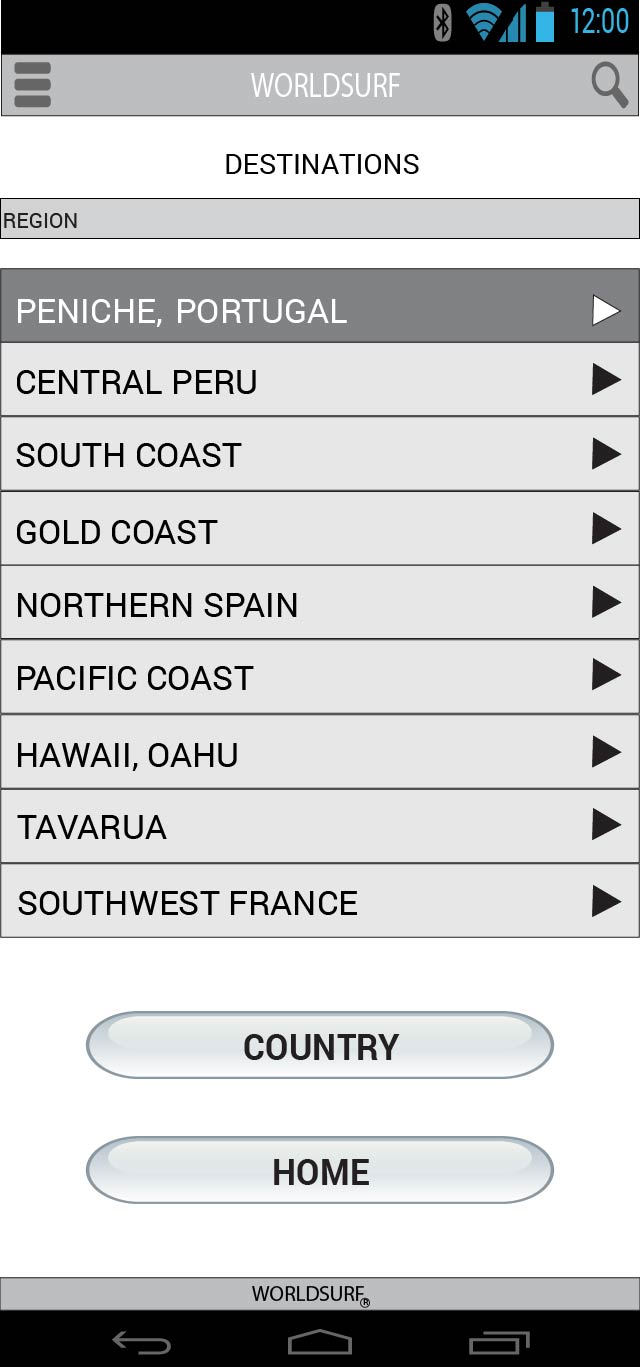 12:00
WORLDSURF
DESTINATIONS
REGION
PENICHE, PORTUGAL
CENTRAL PERU
SOUTH COAST
GOLD COAST
NORTHERN SPAIN
PACIFIC COAST
HAWAII, OAHU
TAVARUA
SOUTHWEST FRANCE
COUNTRY
HOME
WORLDSURF®